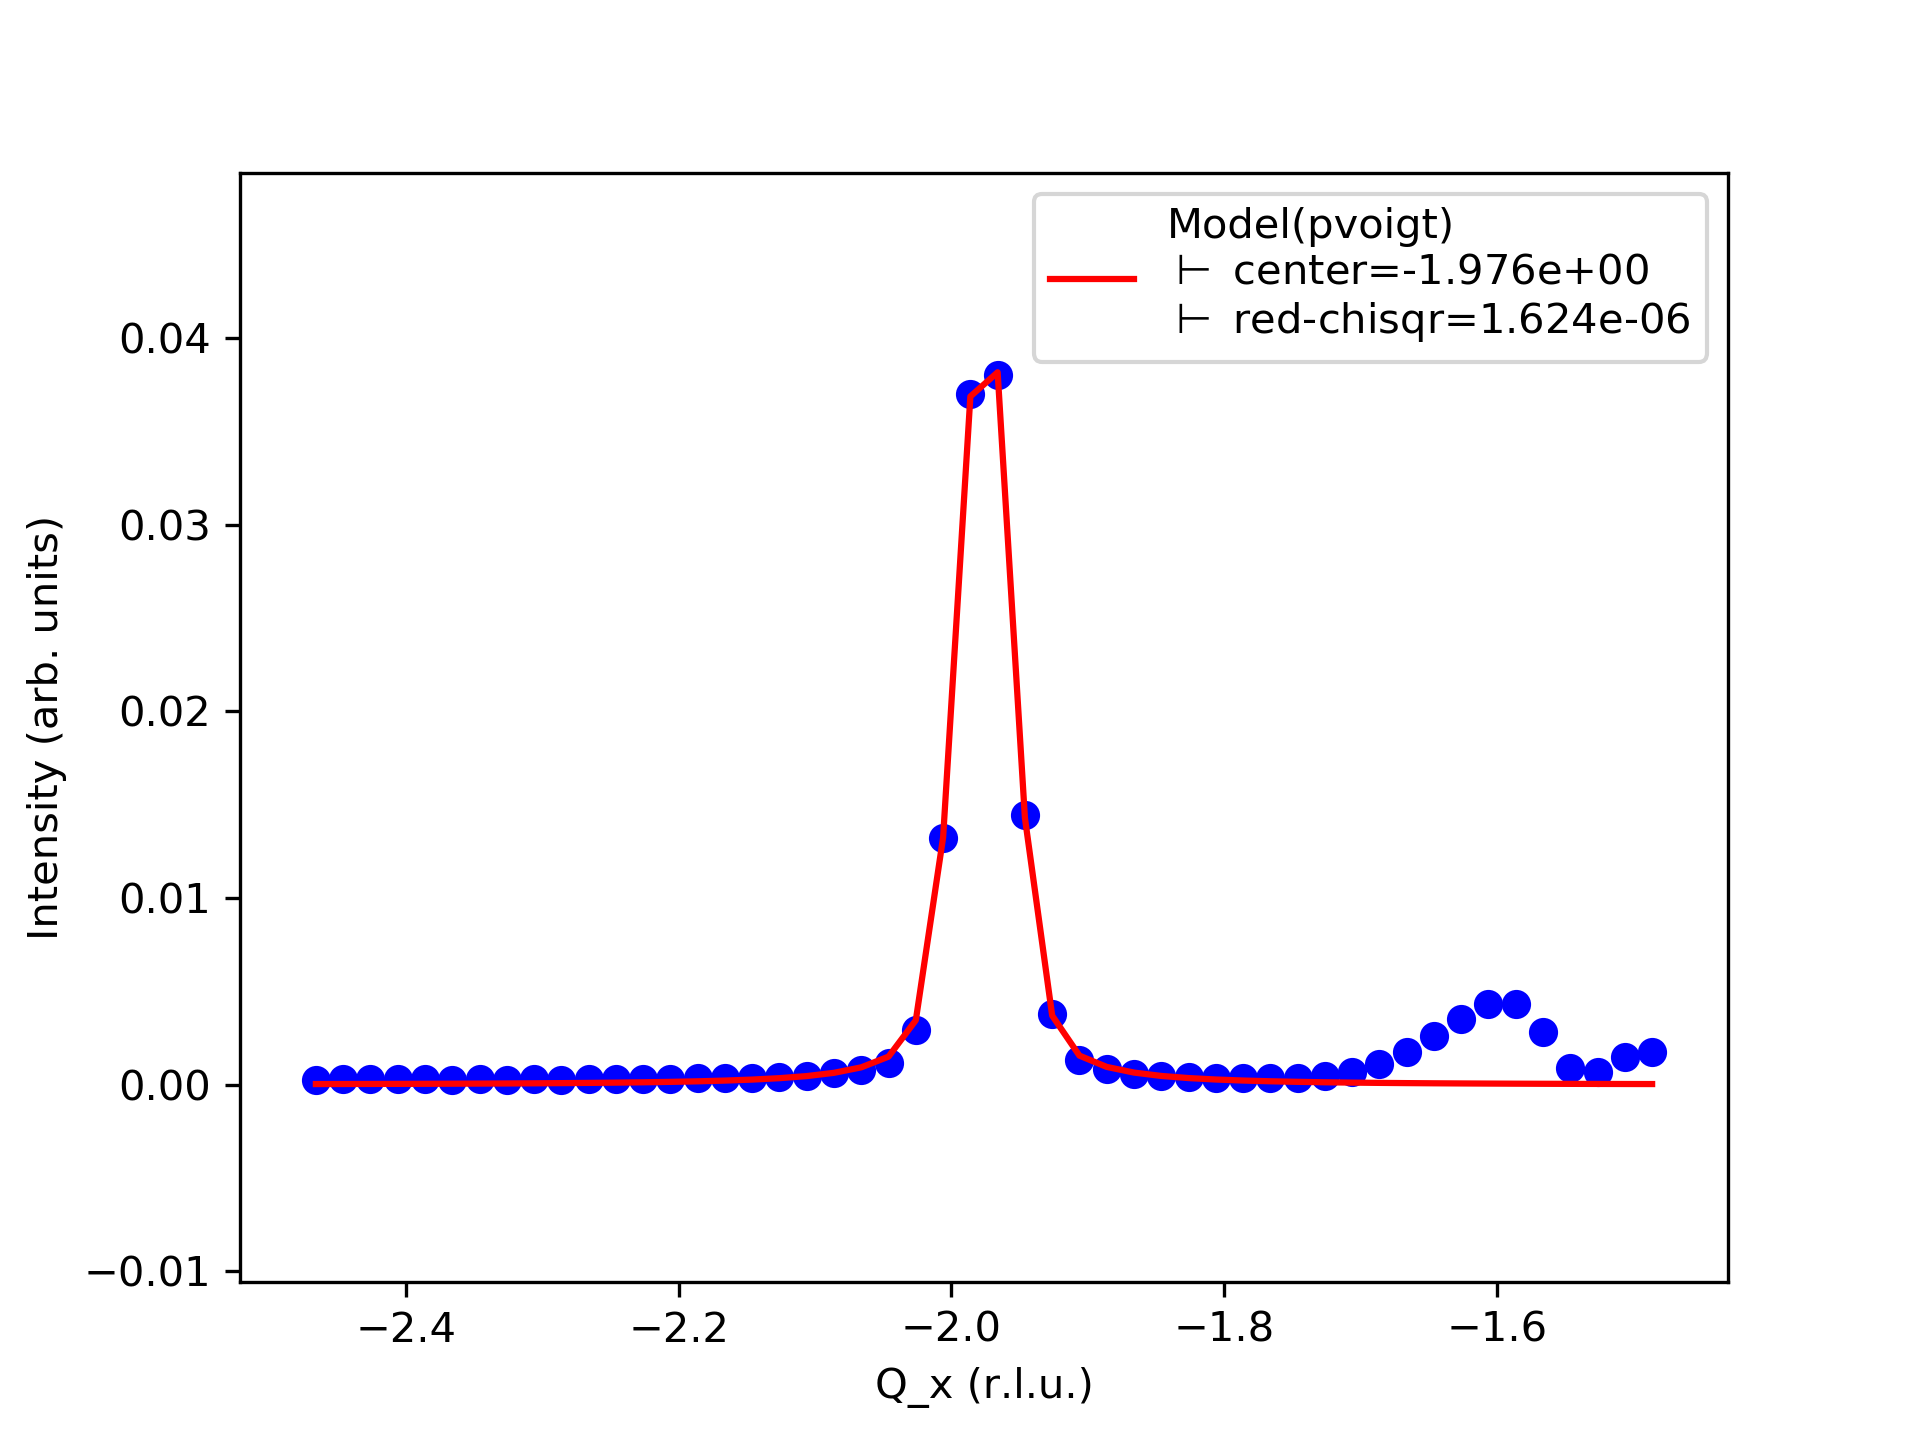 Model(pvoigt)
⊢ center=-1.976e+00
⊢ red-chisqr=1.624e-06
0.04
0.03
0.02
0.01
0.00
−0.01
Intensity (arb. units)
−2.4 −2.2 −2.0 −1.8 −1.6
Q_x (r.l.u.)